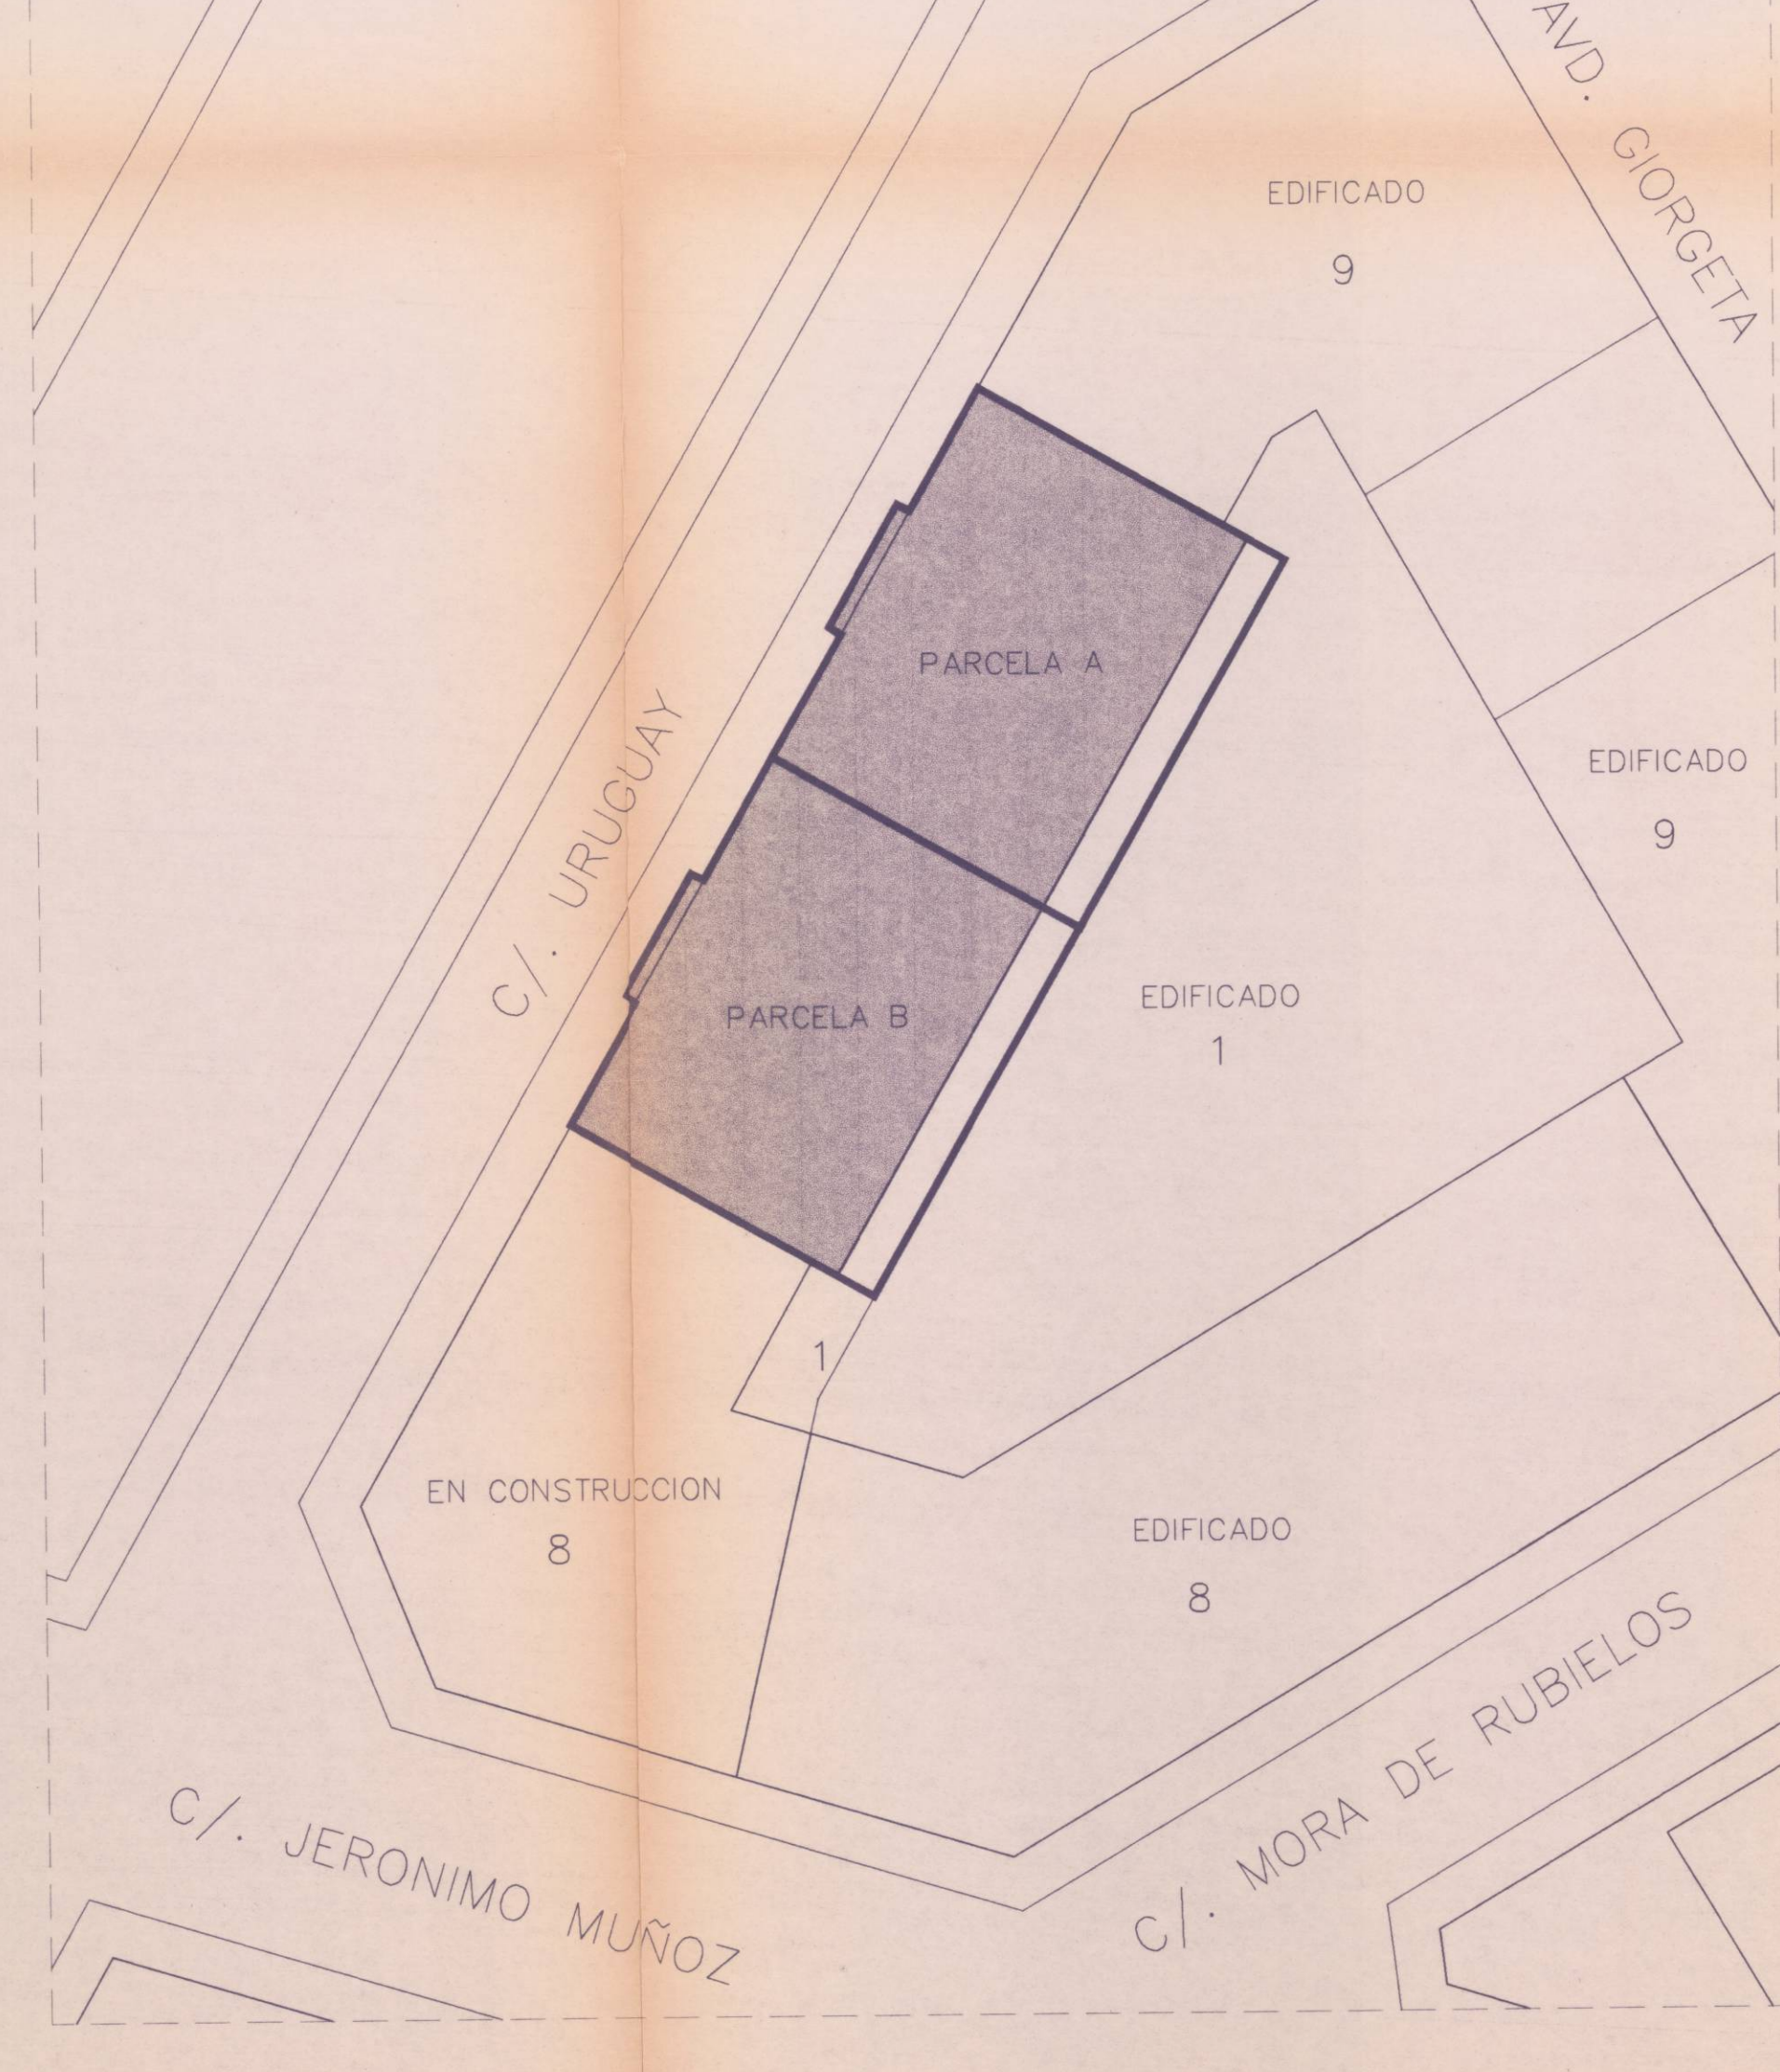 AVD. GIORGETA
EDIFICADO
9
PARCELA A
C/. URUGUAY
EDIFICADO
9
PARCELA B
EDIFICADO
1
1
EN CONSTRUCCION
8
EDIFICADO
8
C/. MORA DE RUBIELOS
C/. JERONIMO MUÑOZ